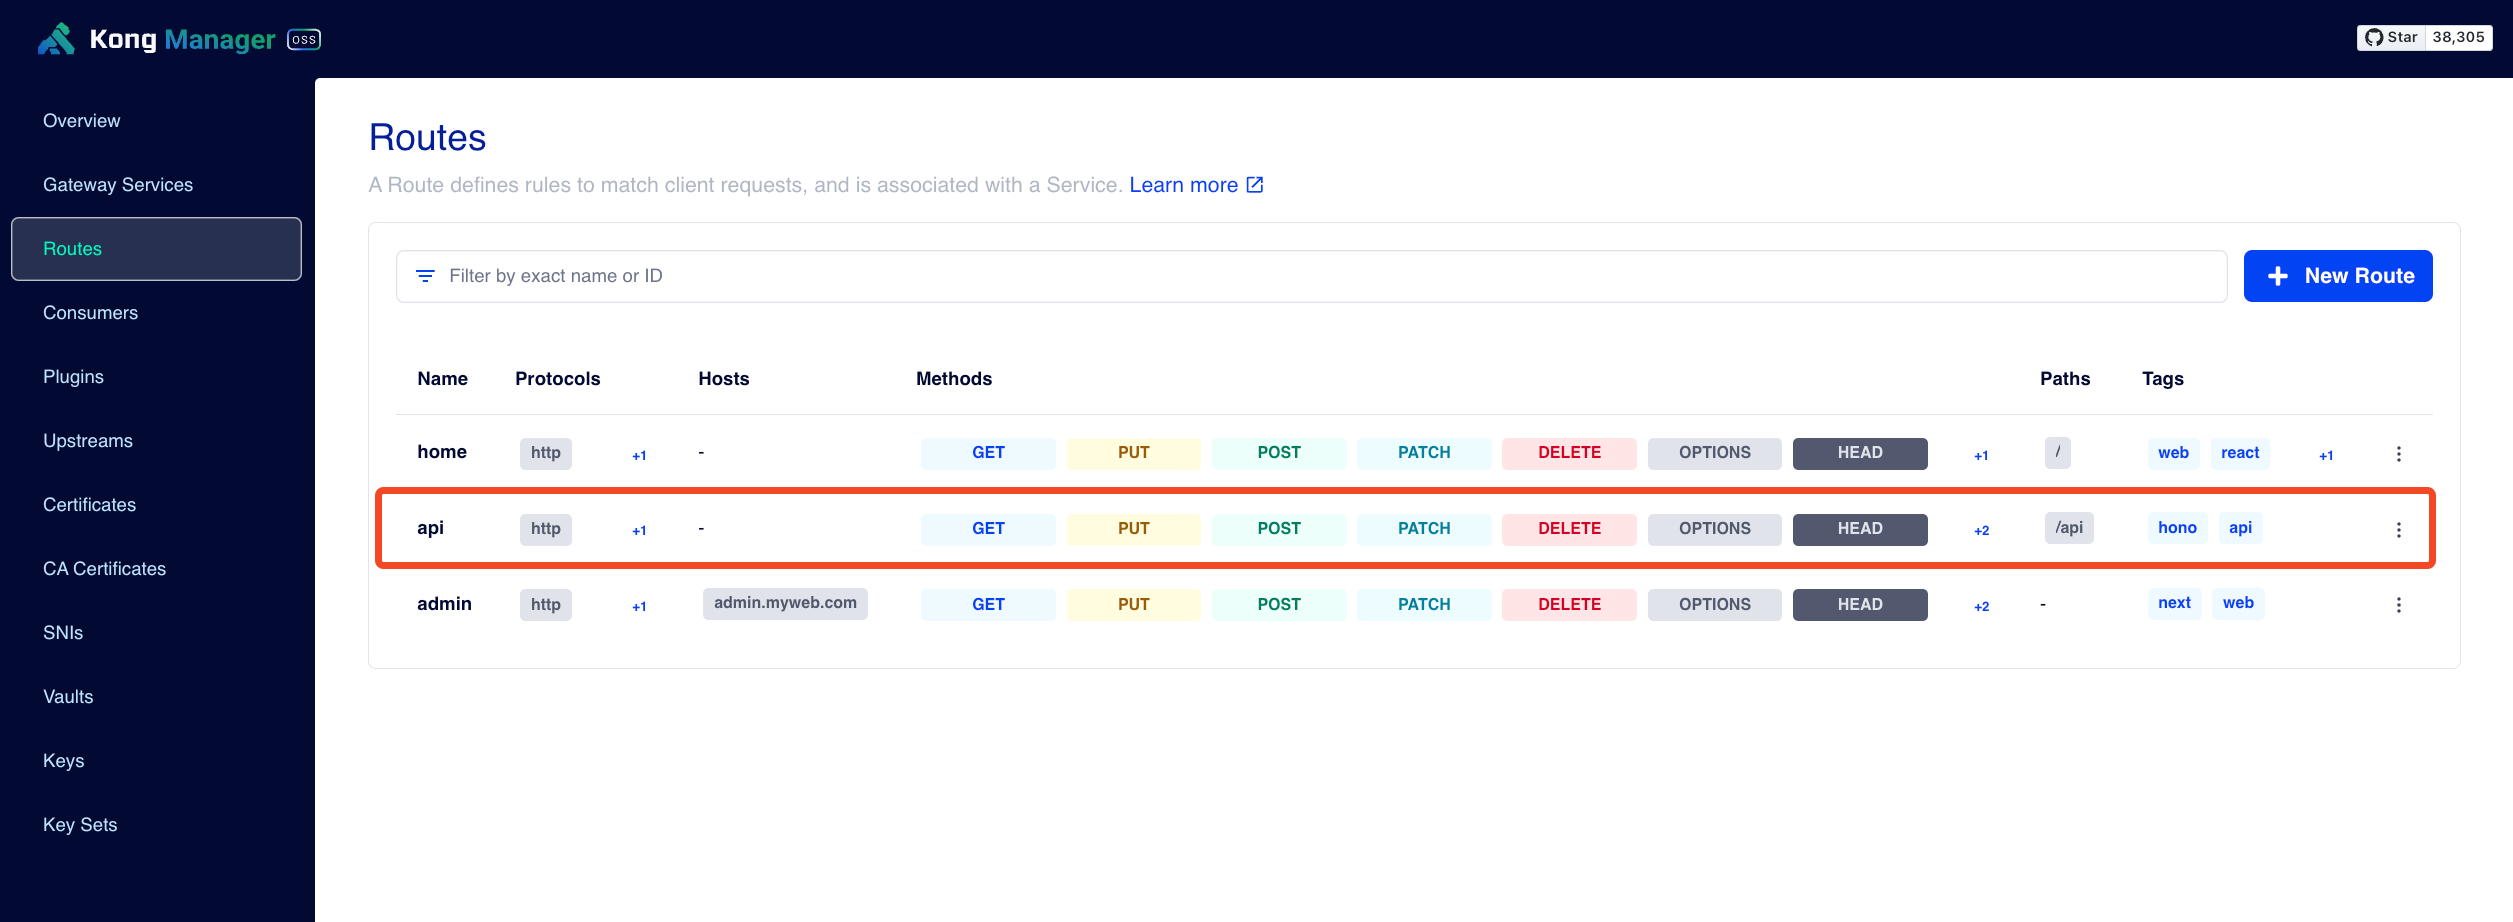 Kong Manager OSS
Star 38,305
Overview
Gateway Services
Routes
Consumers
Plugins
Upstreams
Certificates
CA Certificates
SNIs
Vaults
Keys
Key Sets
Routes
A Route defines rules to match client requests, and is associated with a Service. Learn more
Filter by exact name or ID
New Route
Name Protocols Hosts Methods Paths Tags
home http +1 - GET PUT POST PATCH DELETE OPTIONS HEAD +1 / web react +1
api http +1 - GET PUT POST PATCH DELETE OPTIONS HEAD +2 /api hono api
admin http +1 admin.myweb.com GET PUT POST PATCH DELETE OPTIONS HEAD +2 - next web